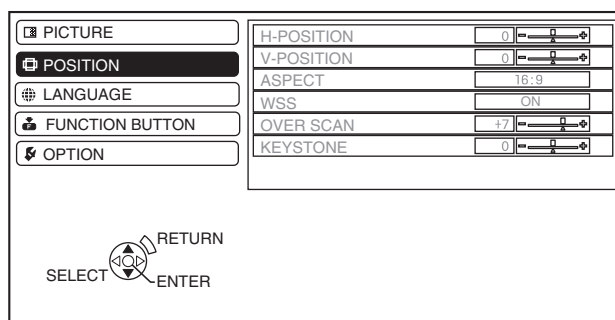 PICTURE
POSITION
LANGUAGE
FUNCTION BUTTON
OPTION
H-POSITION 0
V-POSITION 0
ASPECT 16:9
WSS ON
OVER SCAN +7
KEYSTONE 0
RETURN
SELECT
ENTER